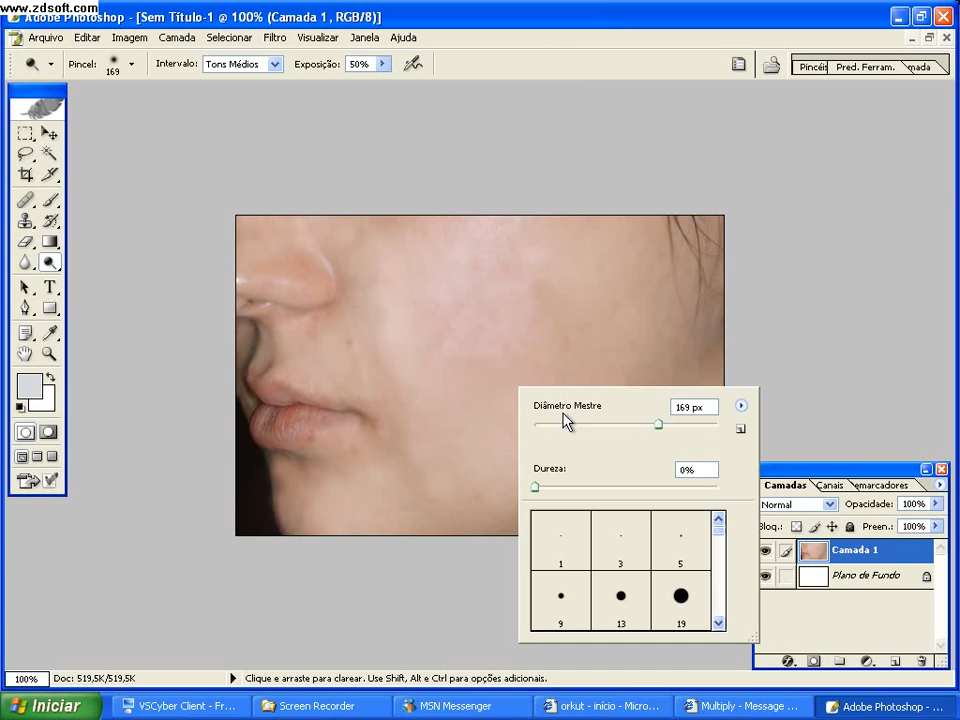 www.zdsoft.com
Adobe Photoshop - [Sem Título-1 @ 100% (Camada 1, RGB/8)]
Arquivo Editar Imagem Camada Selecionar Filtro Visualizar Janela Ajuda
Pincel: 169 Intervalo: Tons Médios Exposição: 50%
Pincéis Pred. Ferram. mada
Diâmetro Mestre 169 px
Dureza: 0%
1 3 5
9 13 19
Camadas Canais emarcadores
Normal Opacidade: 100%
Bloq.: Preen.: 100%
Camada 1
Plano de Fundo
100% Doc: 519,5K/519,5K Clique e arraste para clarear. Use Shift, Alt e Ctrl para opções adicionais.
Iniciar VSCyber Client - Fr... Screen Recorder MSN Messenger orkut - início - Micro... Multiply - Message ... Adobe Photoshop - ...